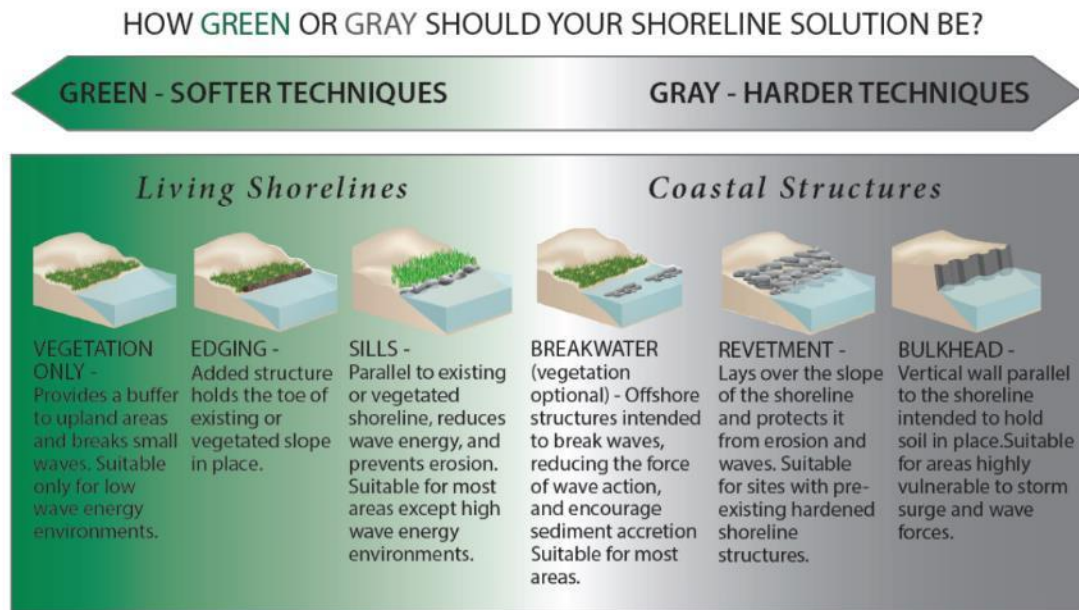 HOW GREEN OR GRAY SHOULD YOUR SHORELINE SOLUTION BE?
GREEN - SOFTER TECHNIQUES
GRAY - HARDER TECHNIQUES
Living Shorelines
Coastal Structures
VEGETATION
ONLY -
Provides a buffer
to upland areas
and breaks small
waves. Suitable
only for low
wave energy
environments.
EDGING -
Added structure
holds the toe of
existing or
vegetated slope
in place.
SILLS -
Parallel to existing
or vegetated
shoreline, reduces
wave energy, and
prevents erosion.
Suitable for most
areas except high
wave energy
environments.
BREAKWATER
(vegetation
optional) - Offshore
structures intended
to break waves,
reducing the force
of wave action,
and encourage
sediment accretion
Suitable for most
areas.
REVETMENT -
Lays over the slope
of the shoreline
and protects it
from erosion and
waves. Suitable
for sites with pre-
existing hardened
shoreline
structures.
BULKHEAD -
Vertical wall parallel
to the shoreline
intended to hold
soil in place.Suitable
for areas highly
vulnerable to storm
surge and wave
forces.